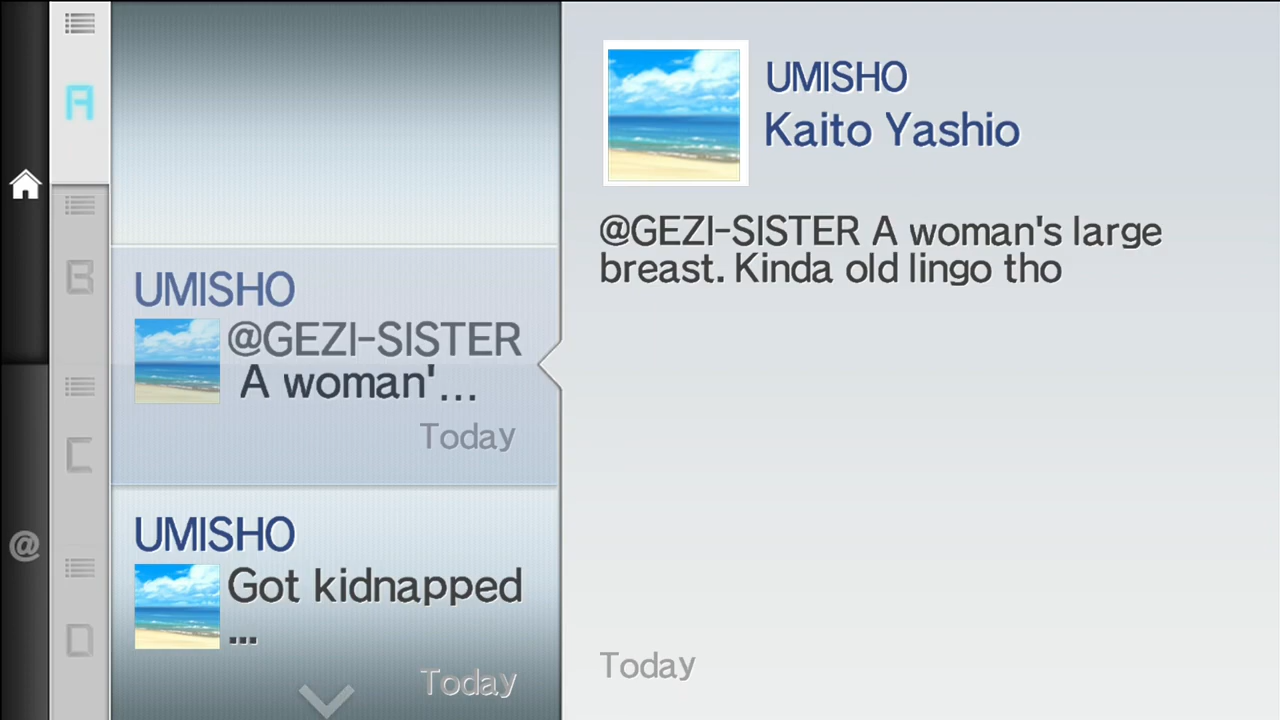 A
B
C
D
@
UMISHO
@GEZI-SISTER
A woman'...
Today
UMISHO
Got kidnapped
...
Today
UMISHO
Kaito Yashio
@GEZI-SISTER A woman's large
breast. Kinda old lingo tho
Today